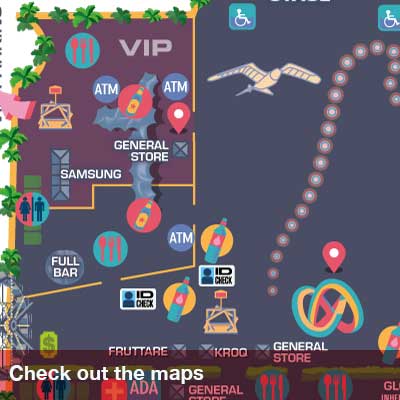 VIP
ATM
ATM
GENERAL
STORE
SAMSUNG
ATM
FULL
BAR
ID
CHECK
ID
CHECK
$
FRUTTARE
KROQ
GENERAL
STORE
Check out the maps
ADA
GENERAL